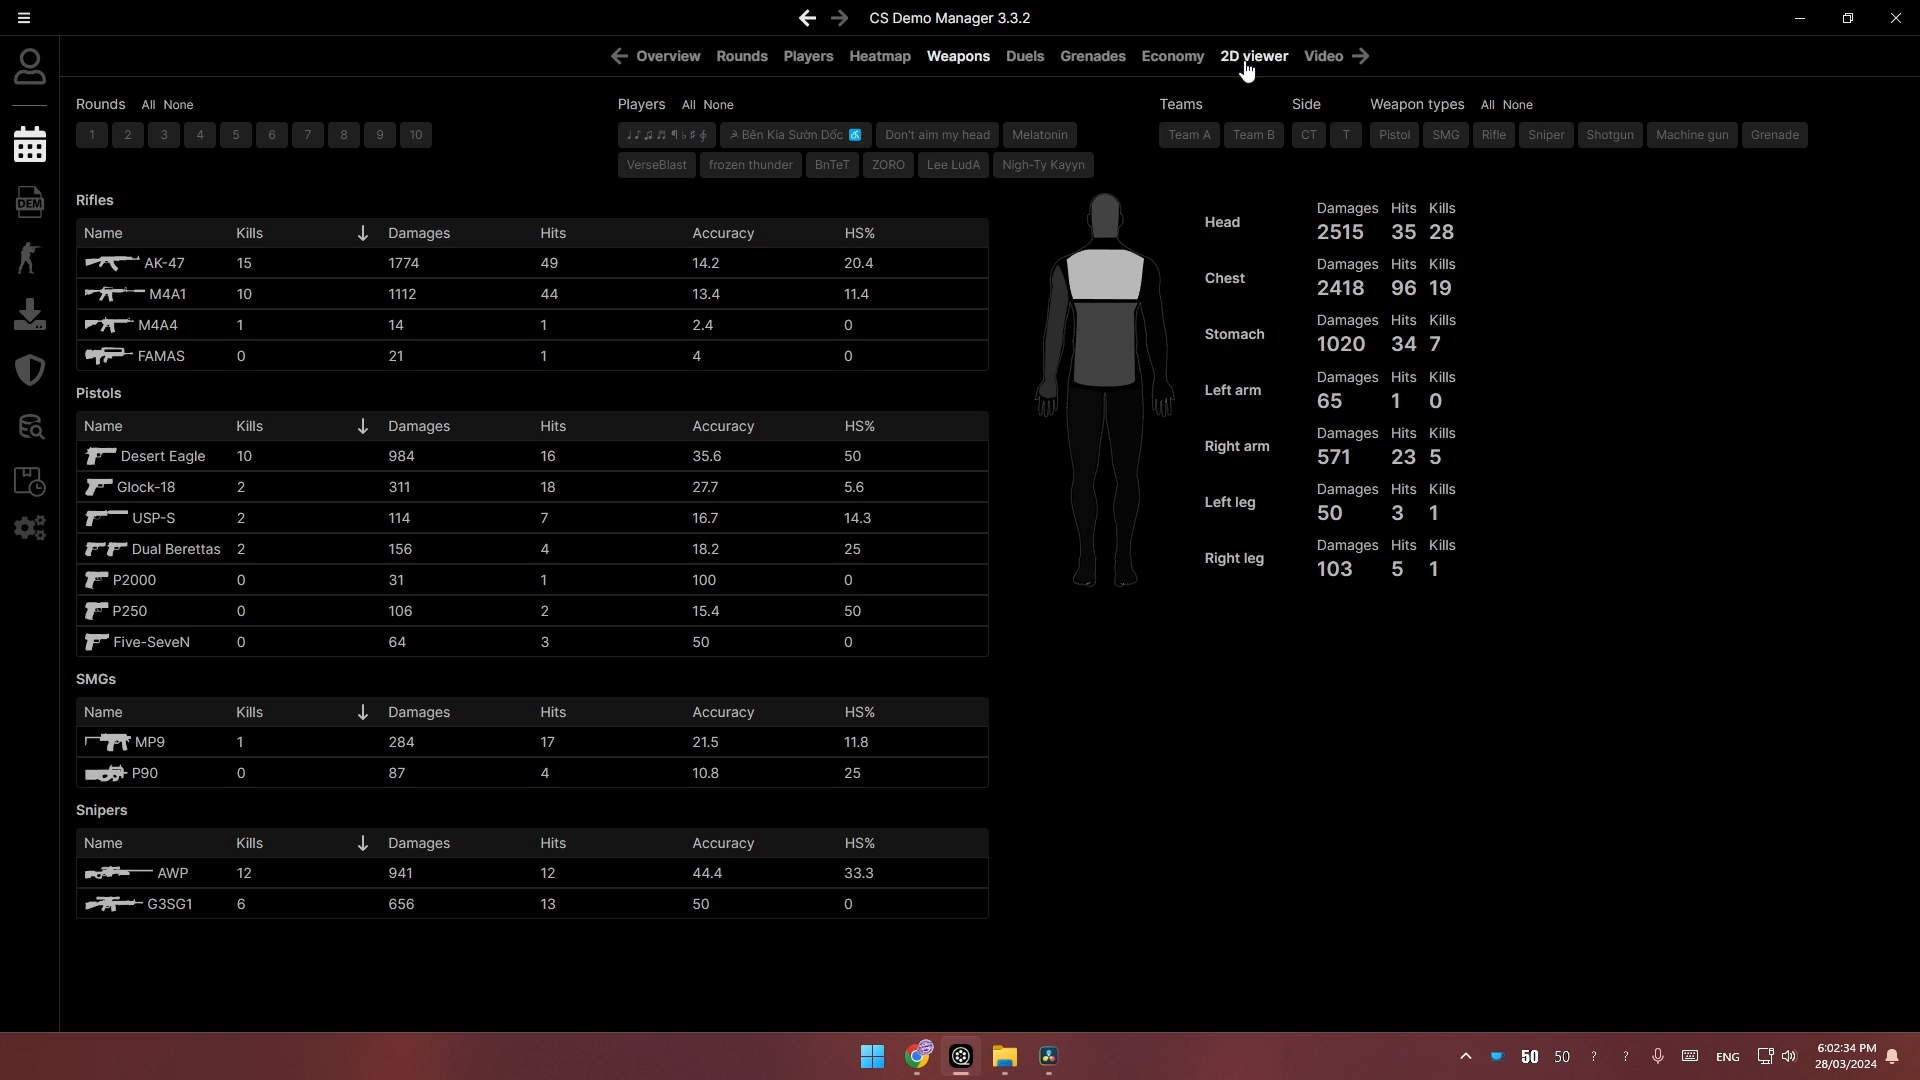 CS Demo Manager 3.3.2
Overview Rounds Players Heatmap Weapons Duels Grenades Economy 2D viewer Video
Rounds All None
1 2 3 4 5 6 7 8 9 10
Players All None
Bên Kia Sườn Dốc Don't aim my head Melatonin
VerseBlast frozen thunder BnTeT ZORO Lee LudA Nigh-Ty Kayyn
Teams
Team A Team B
Side
CT T
Weapon types All None
Pistol SMG Rifle Sniper Shotgun Machine gun Grenade
DEM
Rifles
Name Kills ↓ Damages Hits Accuracy HS%
AK-47 15 1774 49 14.2 20.4
M4A1 10 1112 44 13.4 11.4
M4A4 1 14 1 2.4 0
FAMAS 0 21 1 4 0
Pistols
Name Kills ↓ Damages Hits Accuracy HS%
Desert Eagle 10 984 16 35.6 50
Glock-18 2 311 18 27.7 5.6
USP-S 2 114 7 16.7 14.3
Dual Berettas 2 156 4 18.2 25
P2000 0 31 1 100 0
P250 0 106 2 15.4 50
Five-SeveN 0 64 3 50 0
SMGs
Name Kills ↓ Damages Hits Accuracy HS%
MP9 1 284 17 21.5 11.8
P90 0 87 4 10.8 25
Snipers
Name Kills ↓ Damages Hits Accuracy HS%
AWP 12 941 12 44.4 33.3
G3SG1 6 656 13 50 0
Head
Damages Hits Kills
2515 35 28
Chest
Damages Hits Kills
2418 96 19
Stomach
Damages Hits Kills
1020 34 7
Left arm
Damages Hits Kills
65 1 0
Right arm
Damages Hits Kills
571 23 5
Left leg
Damages Hits Kills
50 3 1
Right leg
Damages Hits Kills
103 5 1
50 50 ? ? ENG
6:02:34 PM
28/03/2024